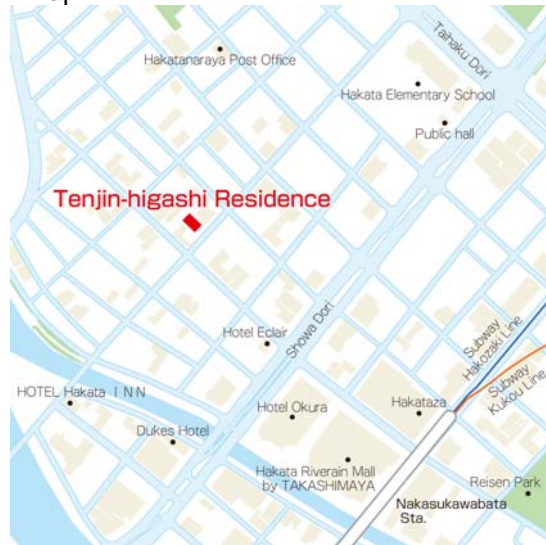 Taihaku Dori
Hakatanaraya Post Office
Hakata Elementary School
Public hall
Tenjin-higashi Residence
Hotel Eclair
Showa Dori
Subway
Hakozaki Line
Subway
Kukou Line
HOTEL Hakata INN
Hotel Okura
Hakataza
Dukes Hotel
Hakata Riverain Mall
by TAKASHIMAYA
Reisen Park
Nakasukawabata
Sta.